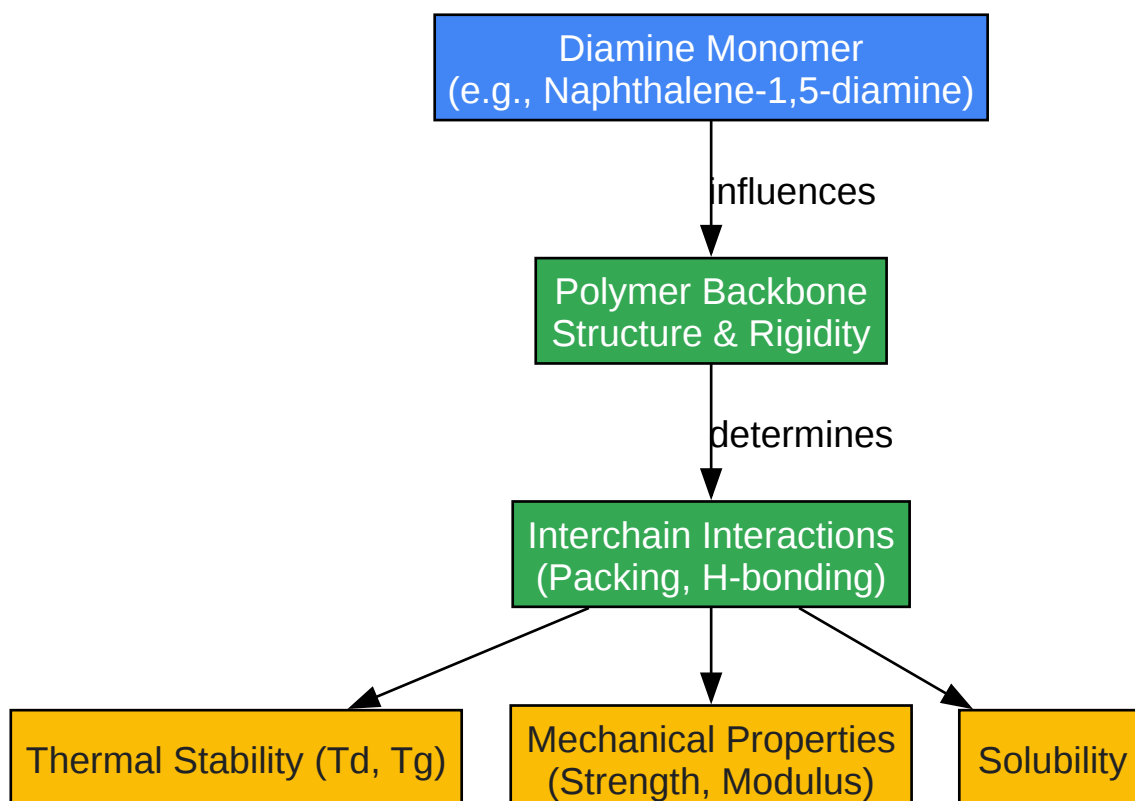 Diamine Monomer
(e.g., Naphthalene-1,5-diamine)
influences
Polymer Backbone
Structure & Rigidity
determines
Interchain Interactions
(Packing, H-bonding)
Thermal Stability (Td, Tg)
Mechanical Properties
(Strength, Modulus)
Solubility